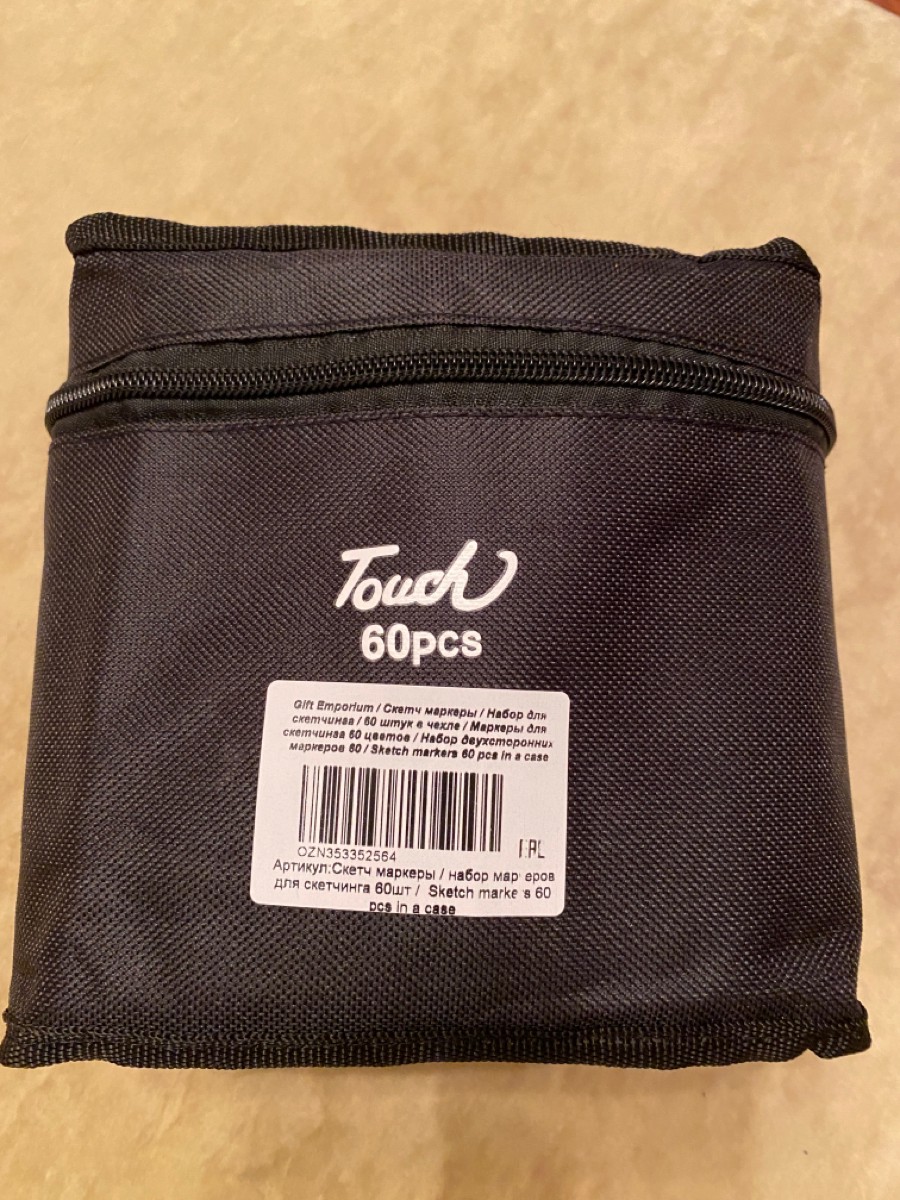 Touch
60pcs
Gift Emporium / Скетч маркеры / Набор для
скетчинга / 60 штук в чехле / Маркеры для
скетчинга 60 цветов / Набор двухсторонних
маркеров 60 / Sketch markers 60 pcs in a case
OZN353352564
EAC
Артикул:Скетч маркеры / набор маркеров
для скетчинга 60шт / Sketch markers 60
pcs in a case